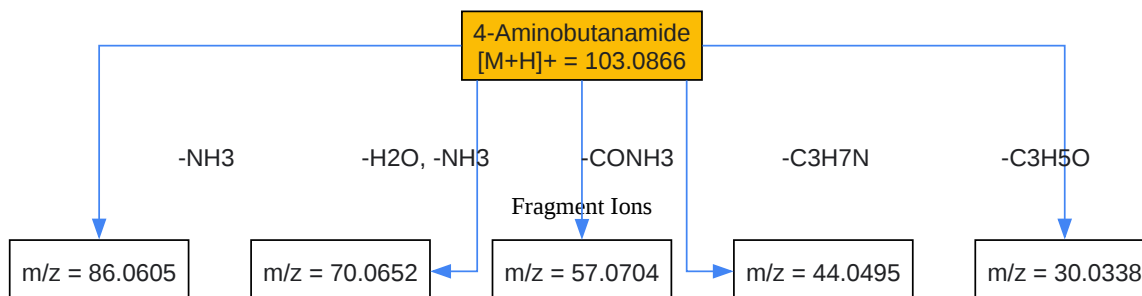 4-Aminobutanamide
[M+H]+ = 103.0866
-NH3
-H2O, -NH3
-CONH3
-C3H7N
-C3H5O
Fragment Ions
m/z = 86.0605
m/z = 70.0652
m/z = 57.0704
m/z = 44.0495
m/z = 30.0338